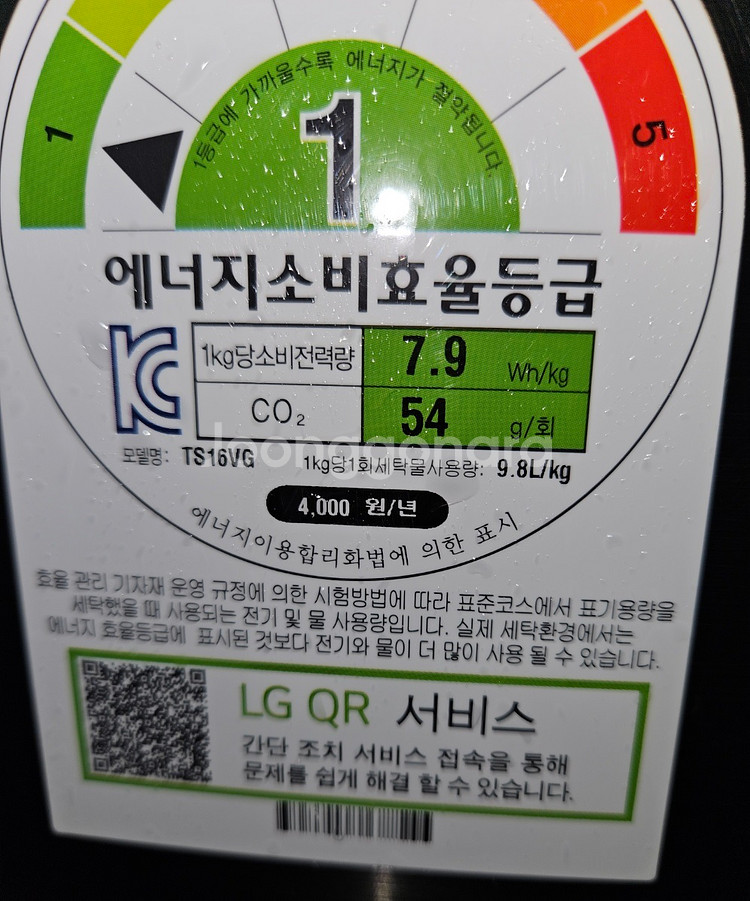 1
5
1등급에 가까울수록 에너지가 절약됩니다.
1
에너지소비효율등급
1kg당소비전력량 7.9 Wh/kg
CO₂ 54 g/회
joonggonara
모델명: TS16VG 1kg당1회세탁물사용량: 9.8L/kg
4,000 원/년
에너지이용합리화법에 의한 표시
효율 관리 기자재 운영 규정에 의한 시험방법에 따라 표준코스에서 표기용량을
세탁했을 때 사용되는 전기 및 물 사용량입니다. 실제 세탁환경에서는
에너지 효율등급에 표시된 것보다 전기와 물이 더 많이 사용 될 수 있습니다.
LG QR 서비스
간단 조치 서비스 접속을 통해
문제를 쉽게 해결 할 수 있습니다.